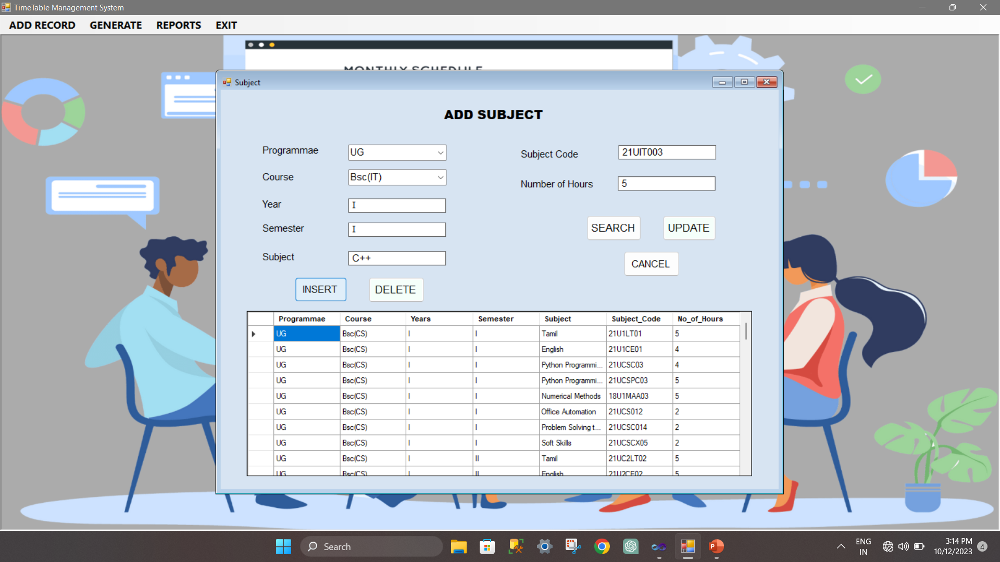 TimeTable Management System
ADD RECORD GENERATE REPORTS EXIT
MONTHLY SCHEDULE
Subject
ADD SUBJECT
Programmae UG
Subject Code 21UIT003
Course Bsc(IT)
Number of Hours 5
Year I
Semester I
SEARCH UPDATE
Subject C++
CANCEL
INSERT DELETE
Programmae Course Years Semester Subject Subject_Code No_of_Hours
UG Bsc(CS) I I Tamil 21U1LT01 5
UG Bsc(CS) I I English 21U1CE01 4
UG Bsc(CS) I I Python Programmi... 21UCSC03 4
UG Bsc(CS) I I Python Programmi... 21UCSPC03 5
UG Bsc(CS) I I Numerical Methods 18U1MAA03 5
UG Bsc(CS) I I Office Automation 21UCS012 2
UG Bsc(CS) I I Problem Solving t... 21UCSC014 2
UG Bsc(CS) I I Soft Skills 21UCSCX05 2
UG Bsc(CS) I II Tamil 21UC2LT02 5
UG Bsc(CS) I II English 21U2CE02 5
Search
ENG
IN
3:14 PM
10/12/2023
4